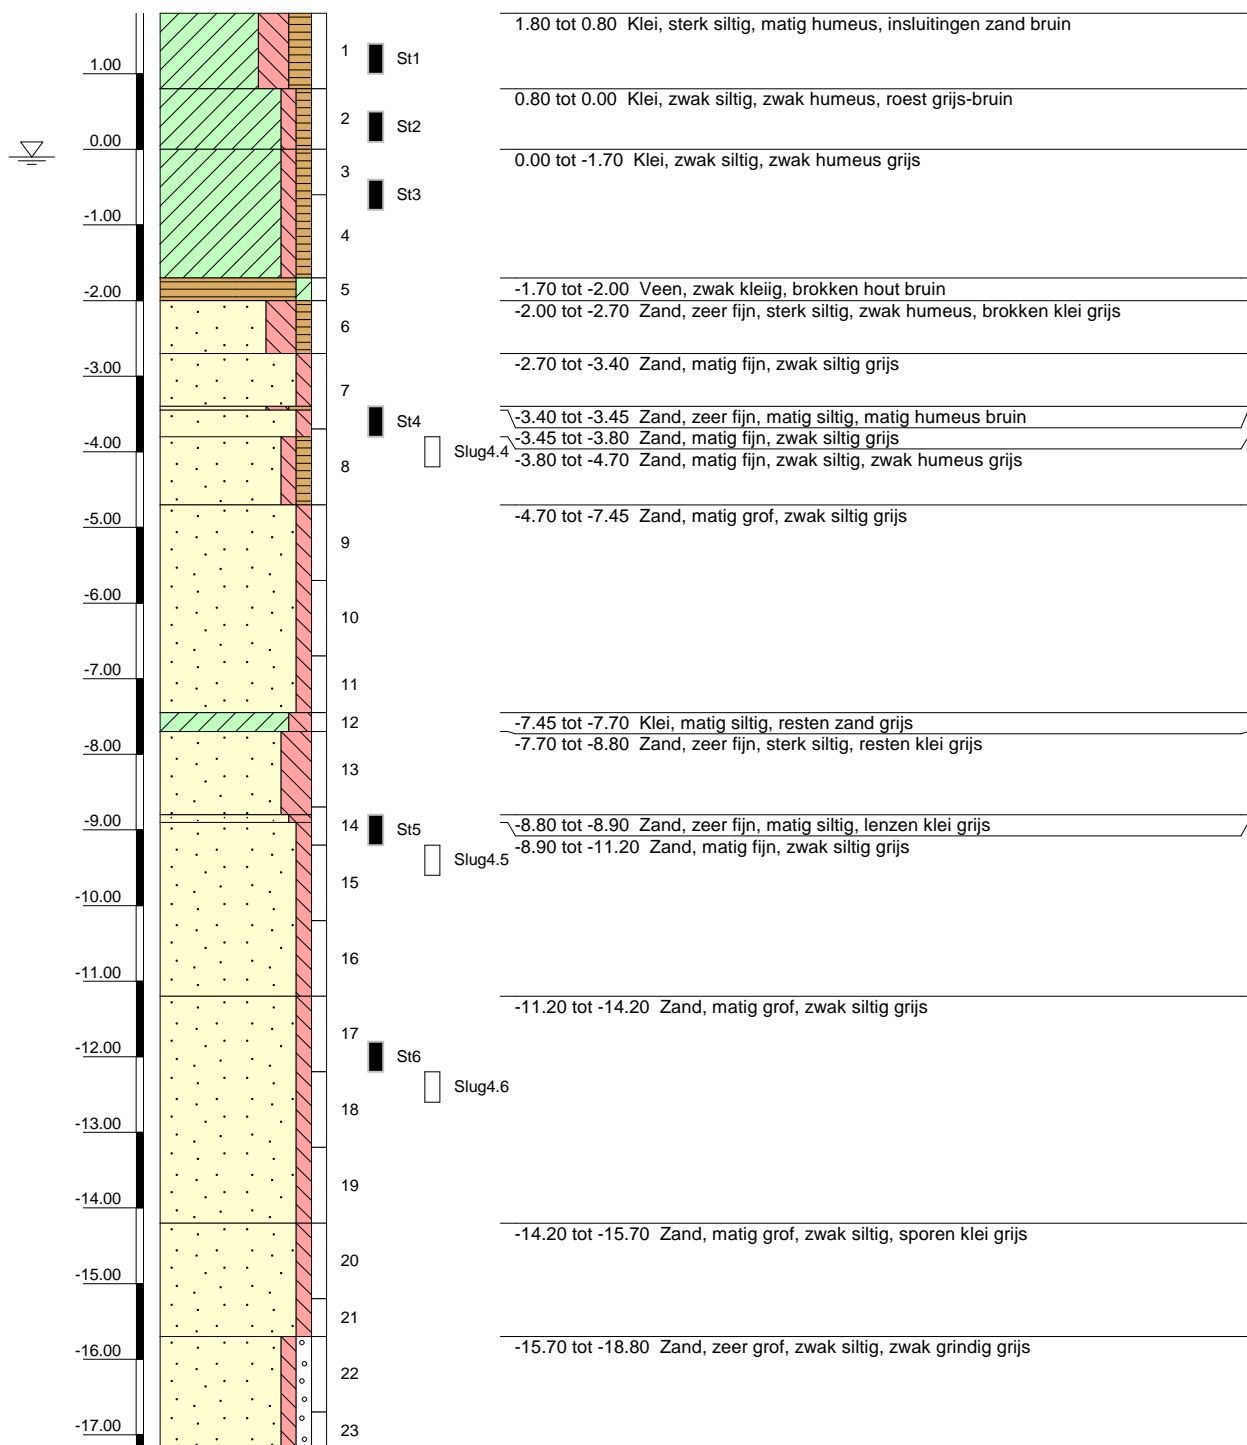 1.80 tot 0.80 Klei, sterk siltig, matig humeus, insluitingen zand bruin
1
St1
1.00
0.80 tot 0.00 Klei, zwak siltig, zwak humeus, roest grijs-bruin
2
St2
0.00
0.00 tot -1.70 Klei, zwak siltig, zwak humeus grijs
3
St3
-1.00
4
-1.70 tot -2.00 Veen, zwak kleiig, brokken hout bruin
5
-2.00
-2.00 tot -2.70 Zand, zeer fijn, sterk siltig, zwak humeus, brokken klei grijs
6
-2.70 tot -3.40 Zand, matig fijn, zwak siltig grijs
-3.00
7
-3.40 tot -3.45 Zand, zeer fijn, matig siltig, matig humeus bruin
St4
-3.45 tot -3.80 Zand, matig fijn, zwak siltig grijs
-4.00
Slug4.4
-3.80 tot -4.70 Zand, matig fijn, zwak siltig, zwak humeus grijs
8
-4.70 tot -7.45 Zand, matig grof, zwak siltig grijs
-5.00
9
-6.00
10
-7.00
11
-7.45 tot -7.70 Klei, matig siltig, resten zand grijs
12
-7.70 tot -8.80 Zand, zeer fijn, sterk siltig, resten klei grijs
-8.00
13
-9.00
14
St5
-8.80 tot -8.90 Zand, zeer fijn, matig siltig, lenzen klei grijs
-8.90 tot -11.20 Zand, matig fijn, zwak siltig grijs
Slug4.5
15
-10.00
16
-11.00
-11.20 tot -14.20 Zand, matig grof, zwak siltig grijs
17
-12.00
St6
Slug4.6
18
-13.00
19
-14.00
-14.20 tot -15.70 Zand, matig grof, zwak siltig, sporen klei grijs
20
-15.00
21
-15.70 tot -18.80 Zand, zeer grof, zwak siltig, zwak grindig grijs
-16.00
22
-17.00
23